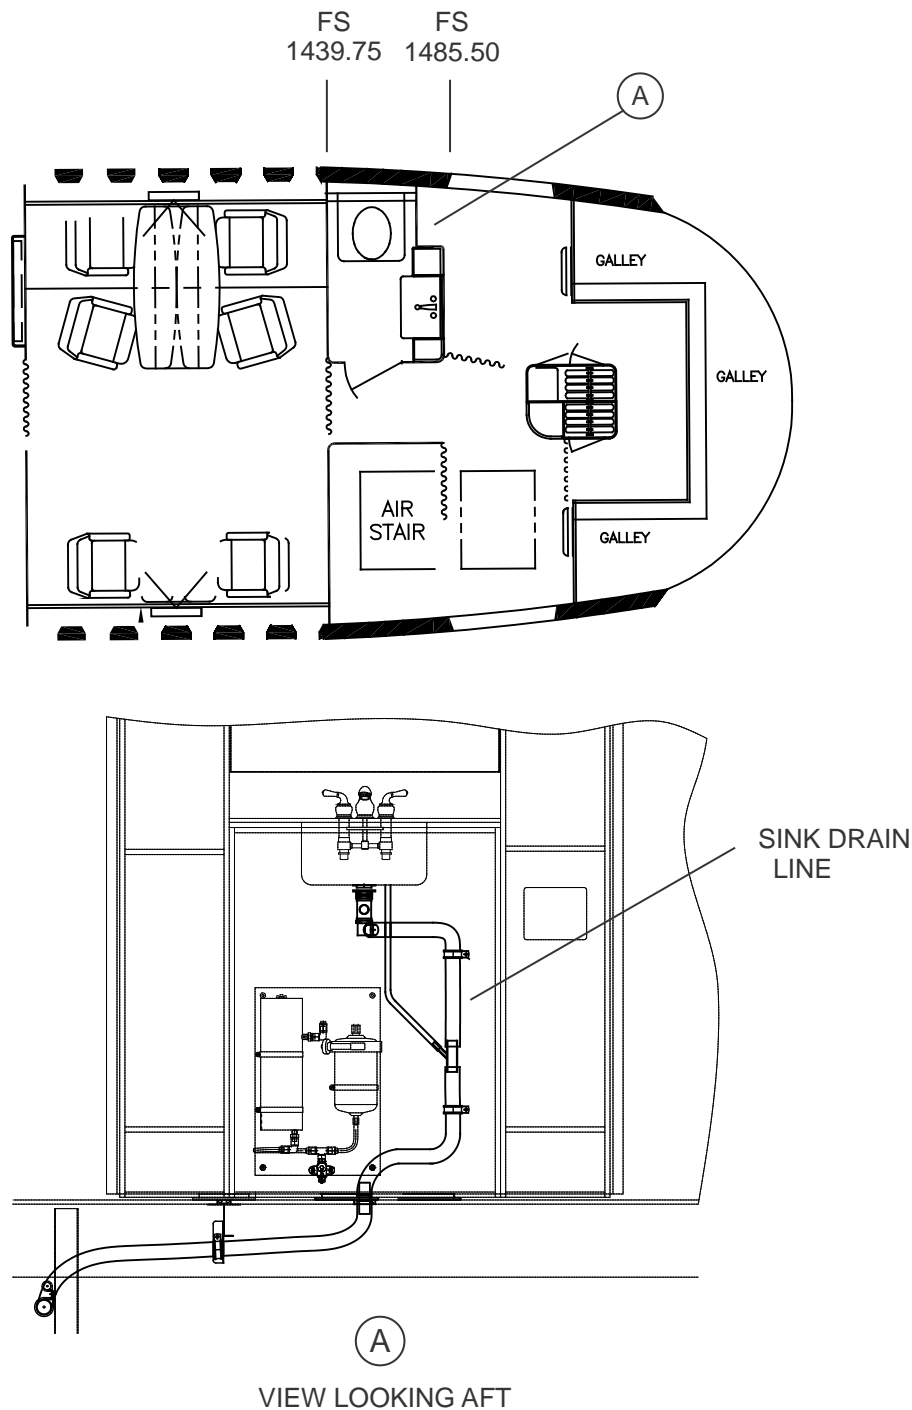 FS
1439.75
FS
1485.50
A
GALLEY
GALLEY
AIR
STAIR
GALLEY
SINK DRAIN
LINE
A
VIEW LOOKING AFT